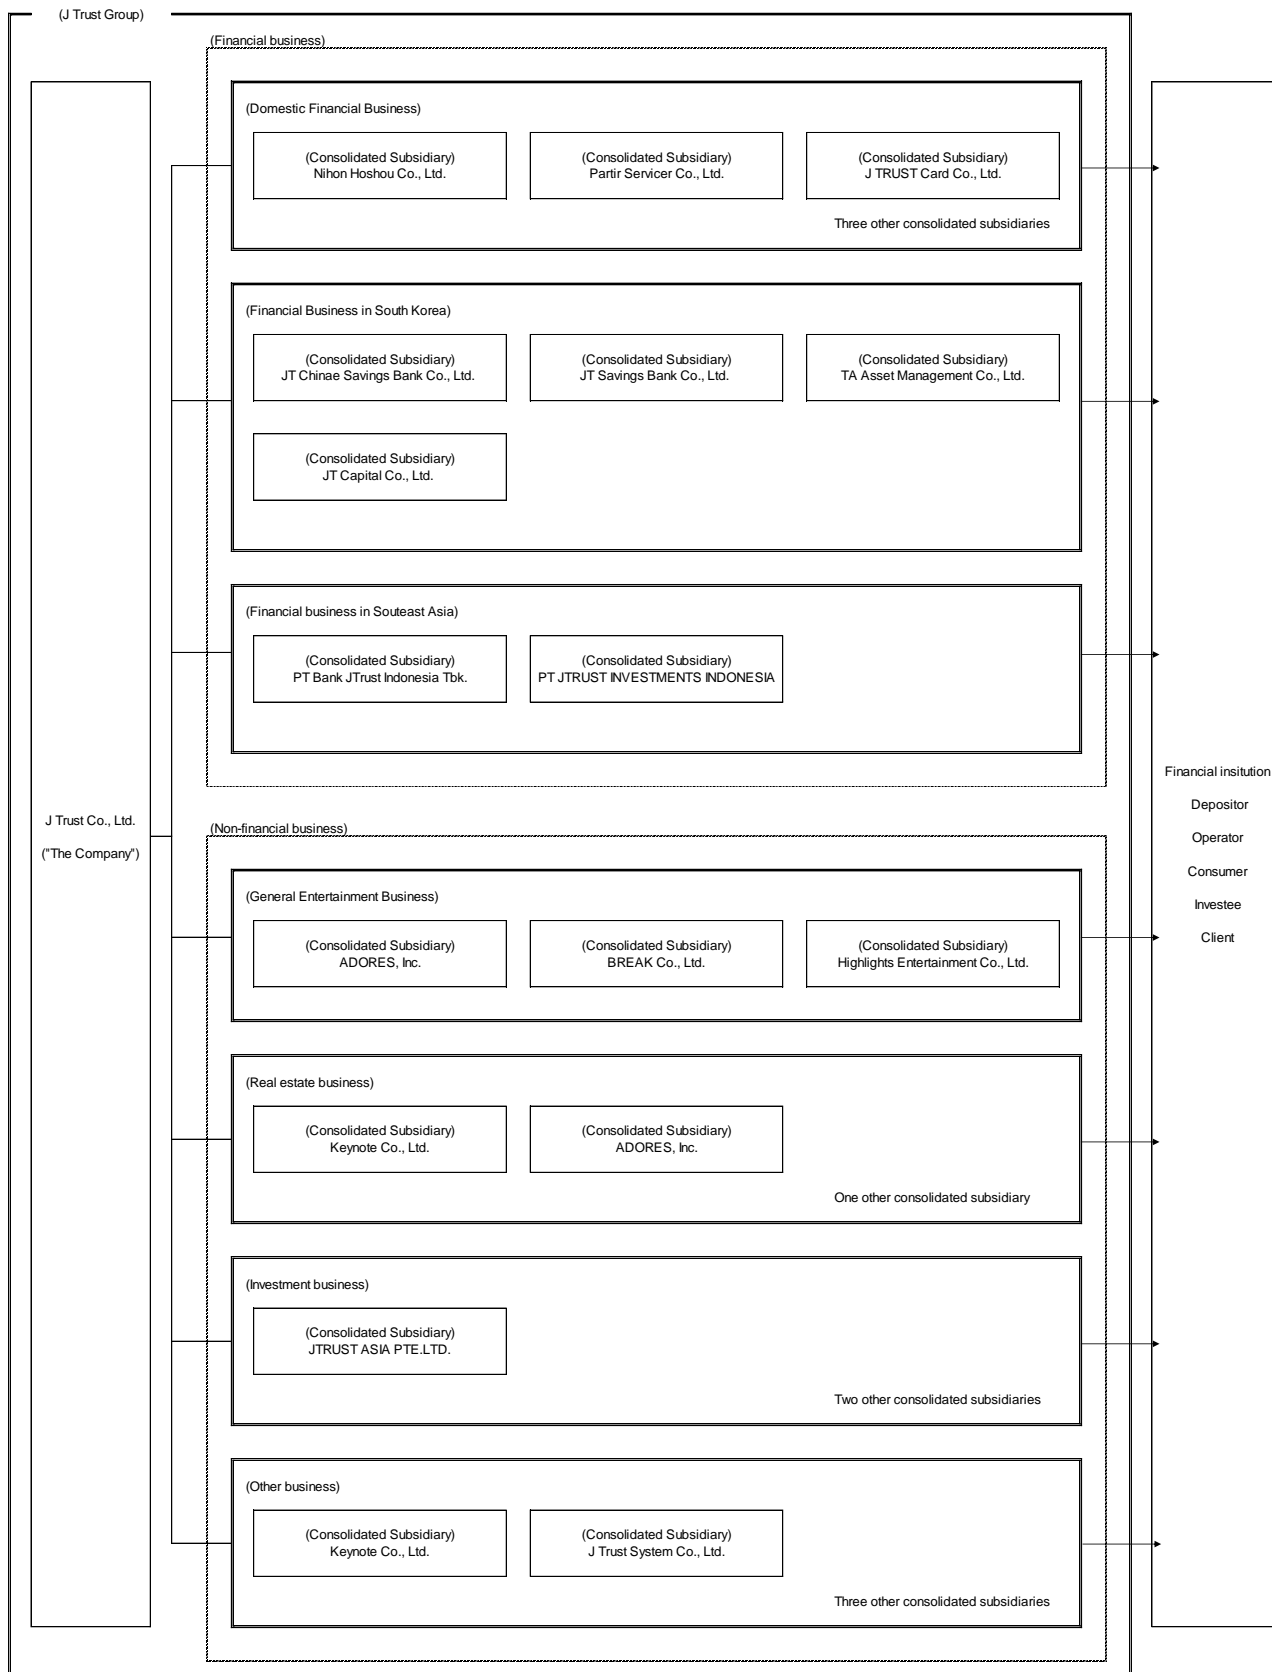 (J Trust Group)
(Financial business)
(Domestic Financial Business)
(Consolidated Subsidiary)
Nihon Hoshou Co., Ltd.
(Consolidated Subsidiary)
Partir Servicer Co., Ltd.
(Consolidated Subsidiary)
J TRUST Card Co., Ltd.
Three other consolidated subsidiaries
(Financial Business in South Korea)
(Consolidated Subsidiary)
JT Chinae Savings Bank Co., Ltd.
(Consolidated Subsidiary)
JT Savings Bank Co., Ltd.
(Consolidated Subsidiary)
TA Asset Management Co., Ltd.
(Consolidated Subsidiary)
JT Capital Co., Ltd.
(Financial business in Souteast Asia)
(Consolidated Subsidiary)
PT Bank JTrust Indonesia Tbk.
(Consolidated Subsidiary)
PT JTRUST INVESTMENTS INDONESIA
J Trust Co., Ltd.
("The Company")
(Non-financial business)
(General Entertainment Business)
(Consolidated Subsidiary)
ADORES, Inc.
(Consolidated Subsidiary)
BREAK Co., Ltd.
(Consolidated Subsidiary)
Highlights Entertainment Co., Ltd.
(Real estate business)
(Consolidated Subsidiary)
Keynote Co., Ltd.
(Consolidated Subsidiary)
ADORES, Inc.
One other consolidated subsidiary
(Investment business)
(Consolidated Subsidiary)
JTRUST ASIA PTE.LTD.
Two other consolidated subsidiaries
(Other business)
(Consolidated Subsidiary)
Keynote Co., Ltd.
(Consolidated Subsidiary)
J Trust System Co., Ltd.
Three other consolidated subsidiaries
Financial insitution
Depositor
Operator
Consumer
Investee
Client